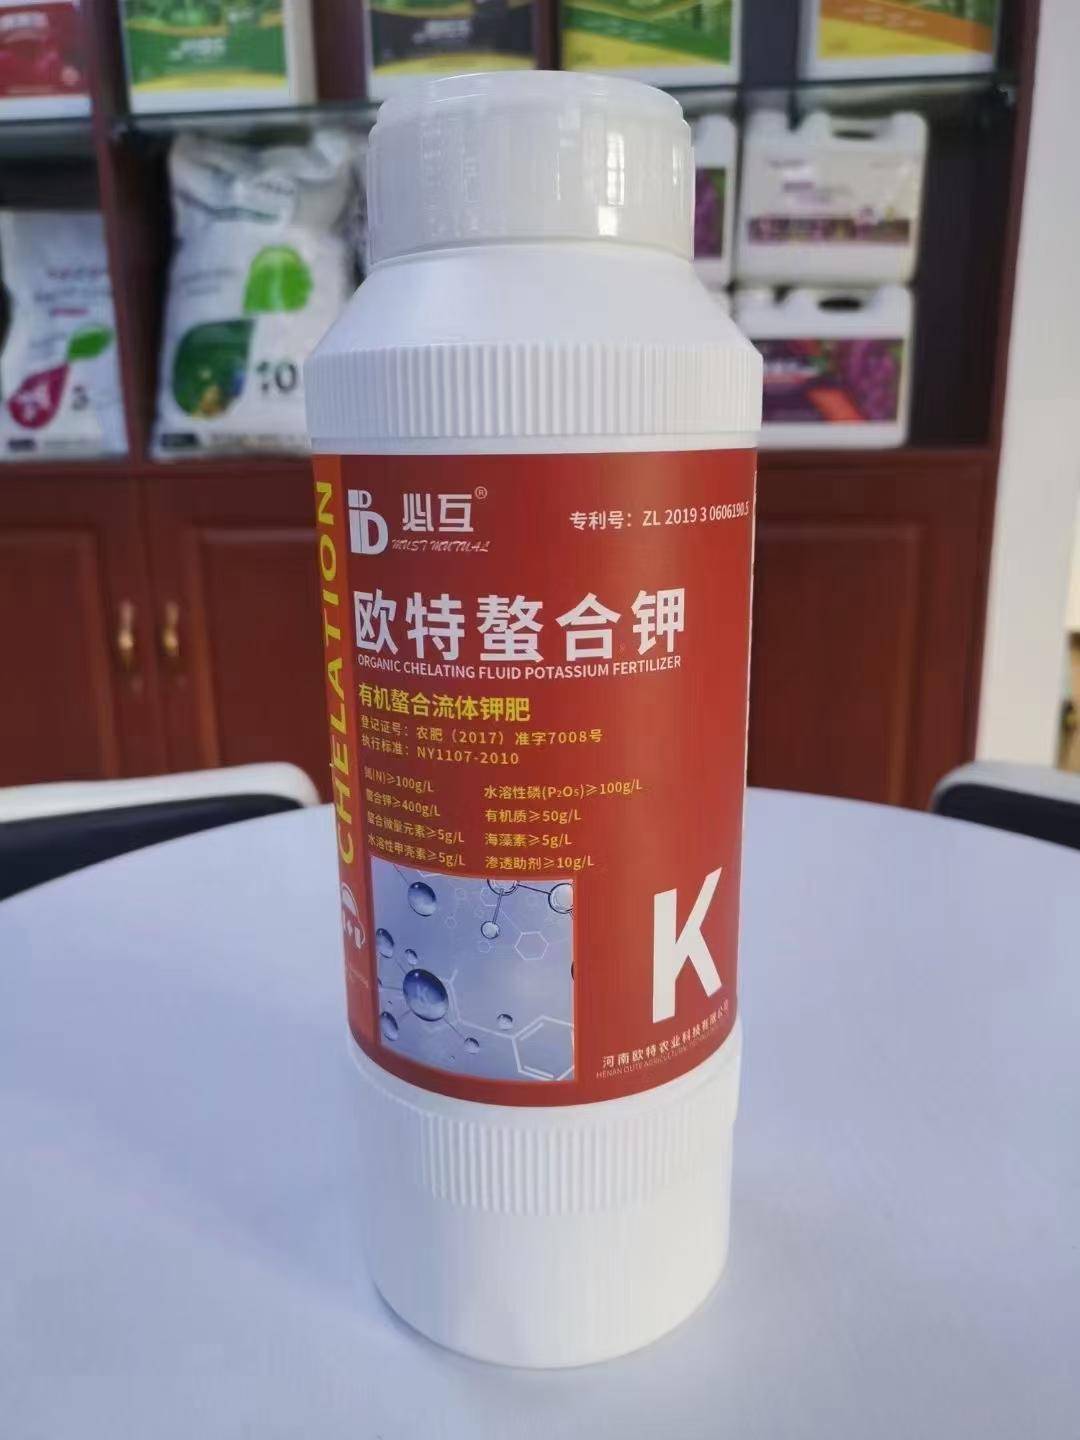 CHELATION
必互®
MUST MUTUAL
专利号：ZL 2019 3 0606190.5
欧特螯合钾
ORGANIC CHELATING FLUID POTASSIUM FERTILIZER
有机螯合流体钾肥
登记证号：农肥（2017）准字7008号
执行标准：NY1107-2010
氮(N)≥100g/L 水溶性磷(P₂O₅)≥100g/L
螯合钾≥400g/L 有机质≥50g/L
螯合微量元素≥5g/L 海藻素≥5g/L
水溶性甲壳素≥5g/L 渗透助剂≥10g/L
K
K
河南欧特农业科技有限公司
HENAN OUTE AGRICULTURAL